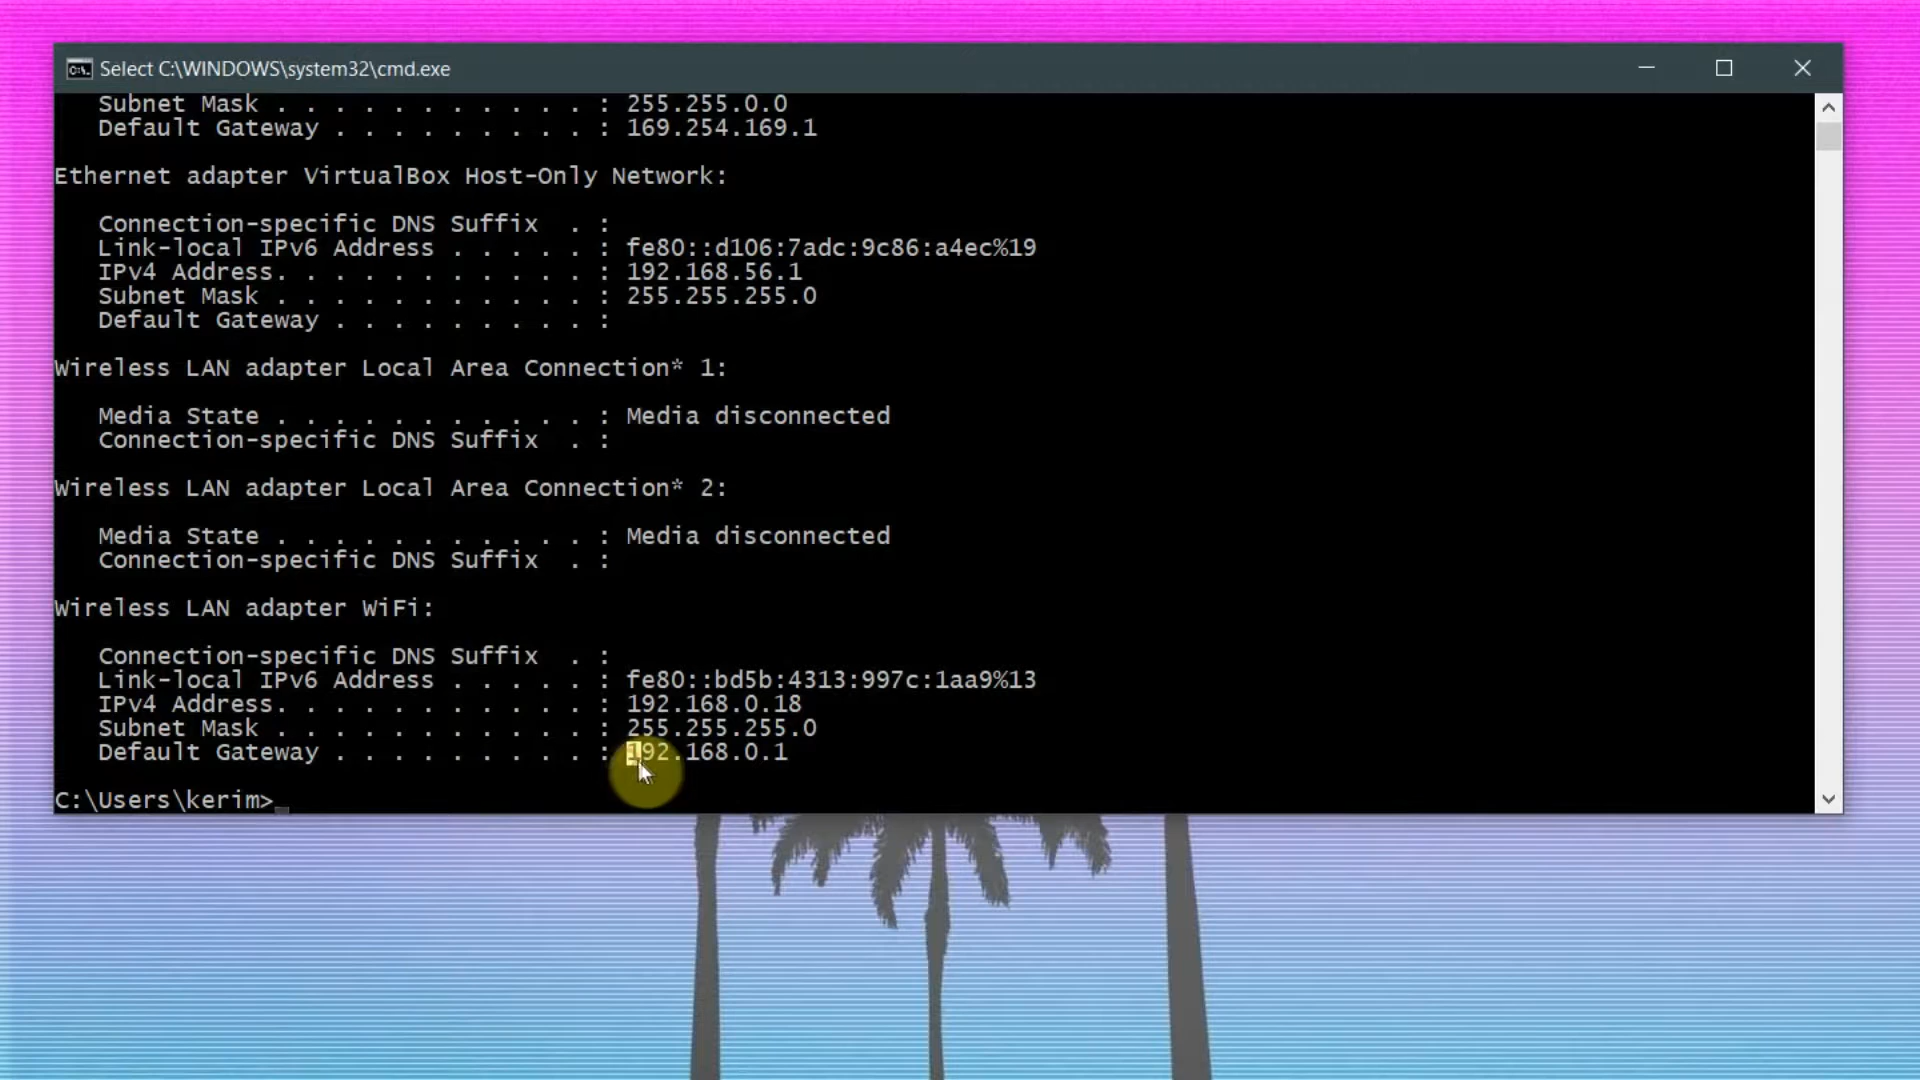 Select C:\WINDOWS\system32\cmd.exe
Subnet Mask . . . . . . . . . . . : 255.255.0.0
Default Gateway . . . . . . . . . : 169.254.169.1
Ethernet adapter VirtualBox Host-Only Network:
Connection-specific DNS Suffix  . :
Link-local IPv6 Address . . . . . : fe80::d106:7adc:9c86:a4ec%19
IPv4 Address. . . . . . . . . . . : 192.168.56.1
Subnet Mask . . . . . . . . . . . : 255.255.255.0
Default Gateway . . . . . . . . . :
Wireless LAN adapter Local Area Connection* 1:
Media State . . . . . . . . . . . : Media disconnected
Connection-specific DNS Suffix  . :
Wireless LAN adapter Local Area Connection* 2:
Media State . . . . . . . . . . . : Media disconnected
Connection-specific DNS Suffix  . :
Wireless LAN adapter WiFi:
Connection-specific DNS Suffix  . :
Link-local IPv6 Address . . . . . : fe80::bd5b:4313:997c:1aa9%13
IPv4 Address. . . . . . . . . . . : 192.168.0.18
Subnet Mask . . . . . . . . . . . : 255.255.255.0
Default Gateway . . . . . . . . . : 192.168.0.1
C:\Users\kerim>_